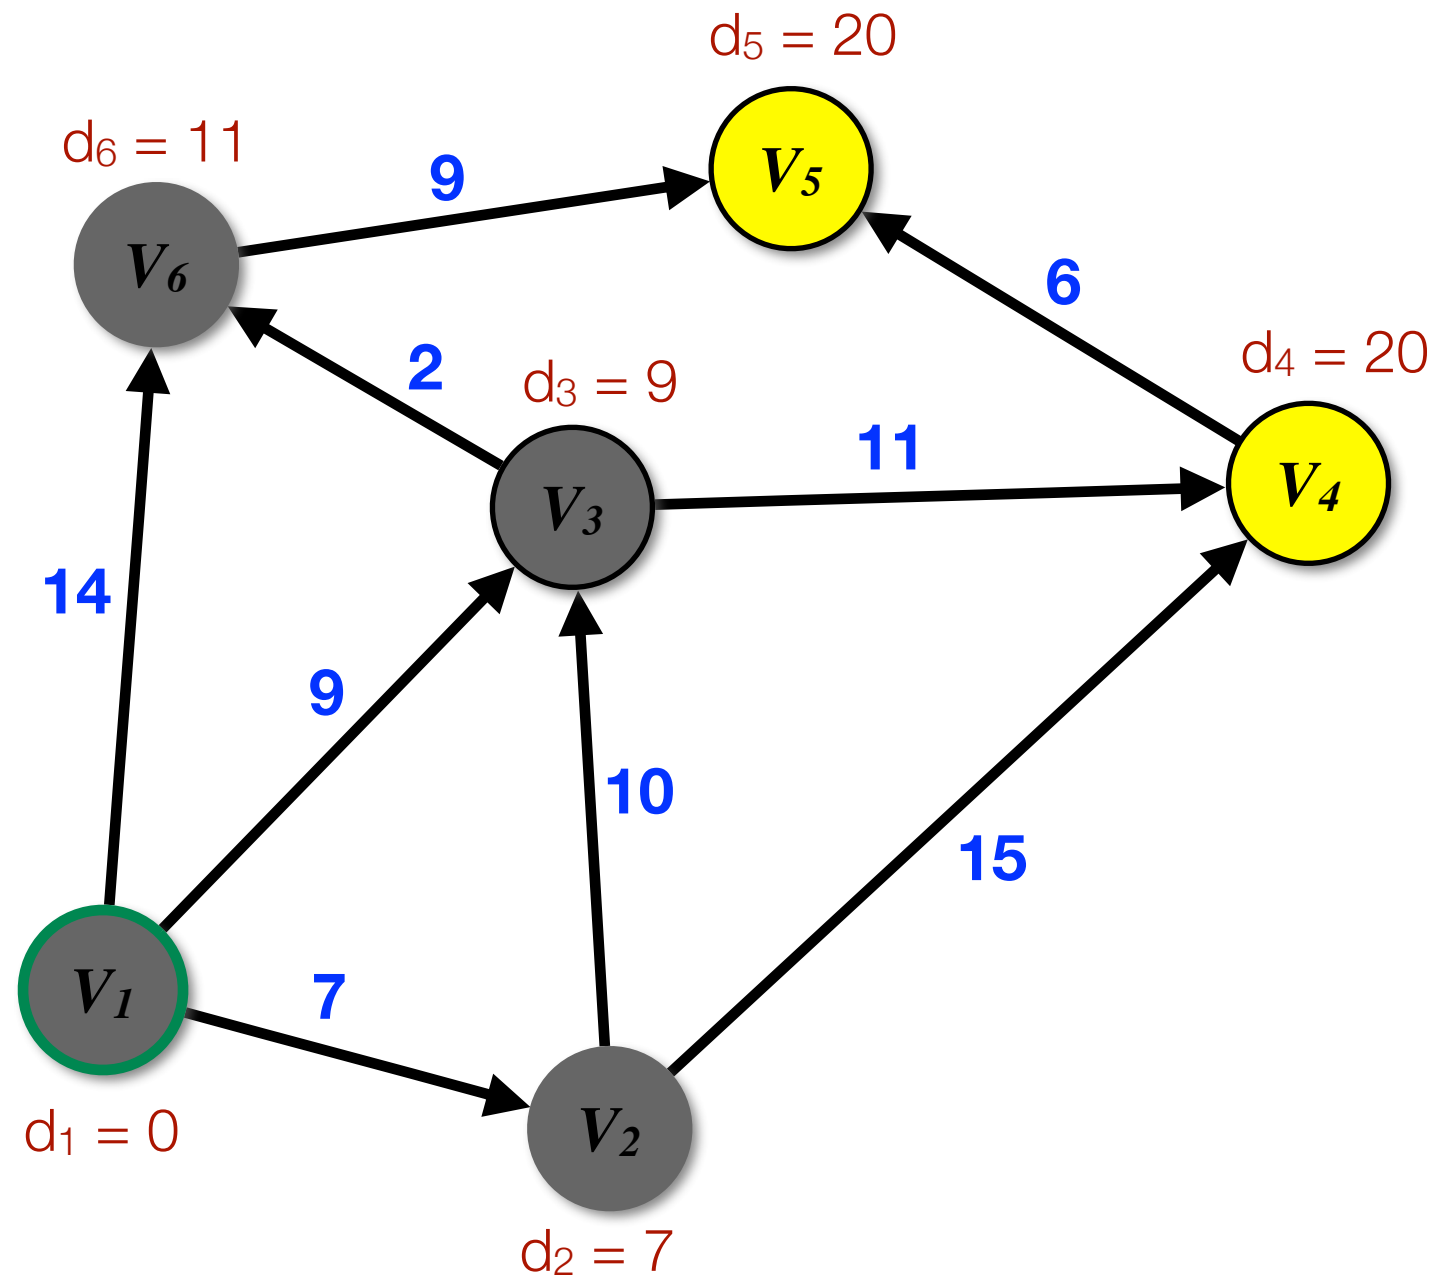 d5 = 20
d6 = 11
9
V5
V6
6
2
d4 = 20
d3 = 9
11
V4
V3
14
9
10
15
V1
7
d1 = 0
V2
d2 = 7